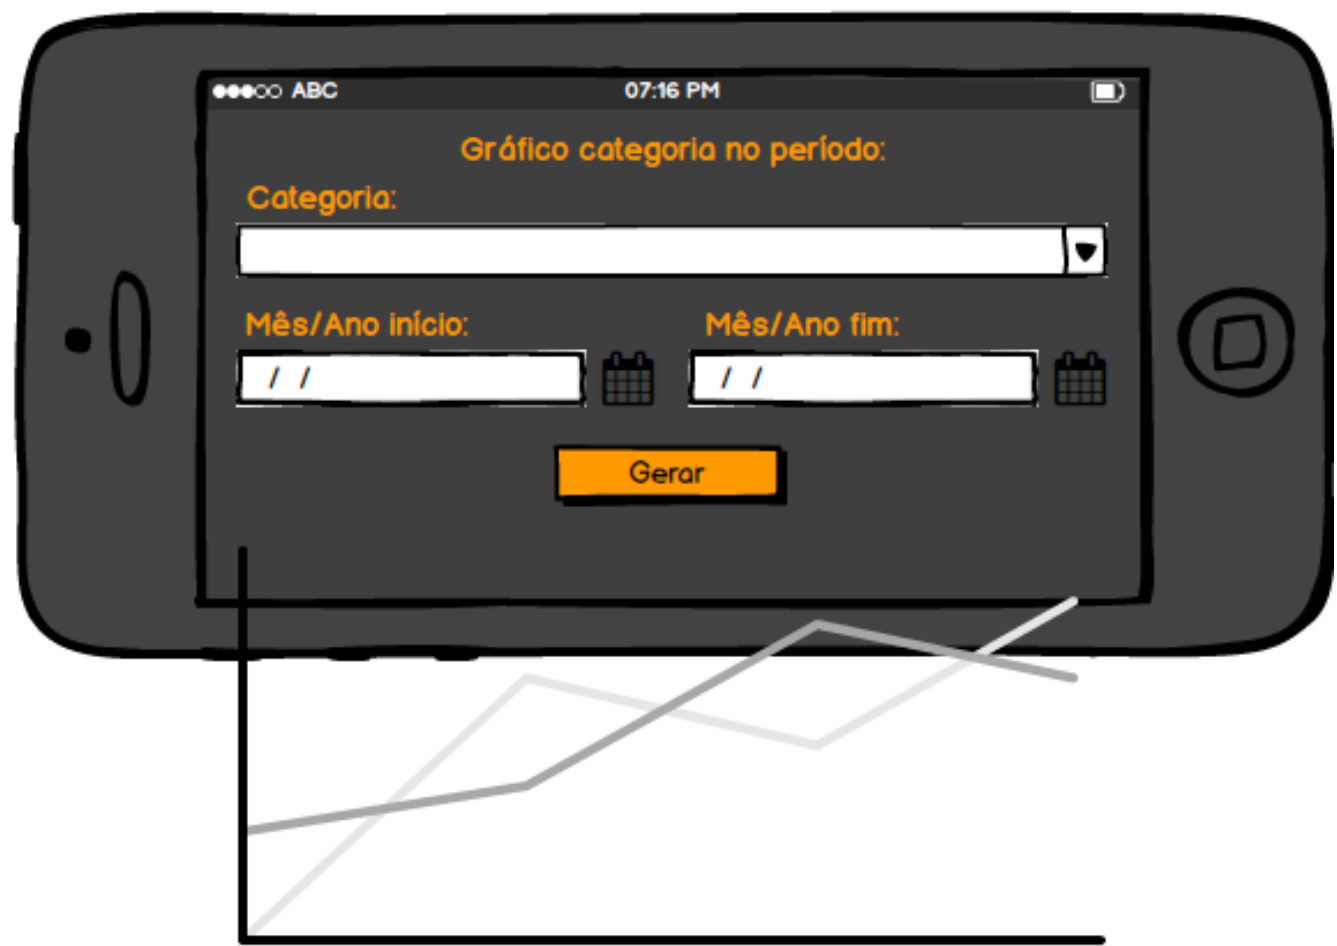 ABC 07:16 PM
Gráfico categoria no período:
Categoria:
Mês/Ano início: Mês/Ano fim:
/ / / /
Gerar